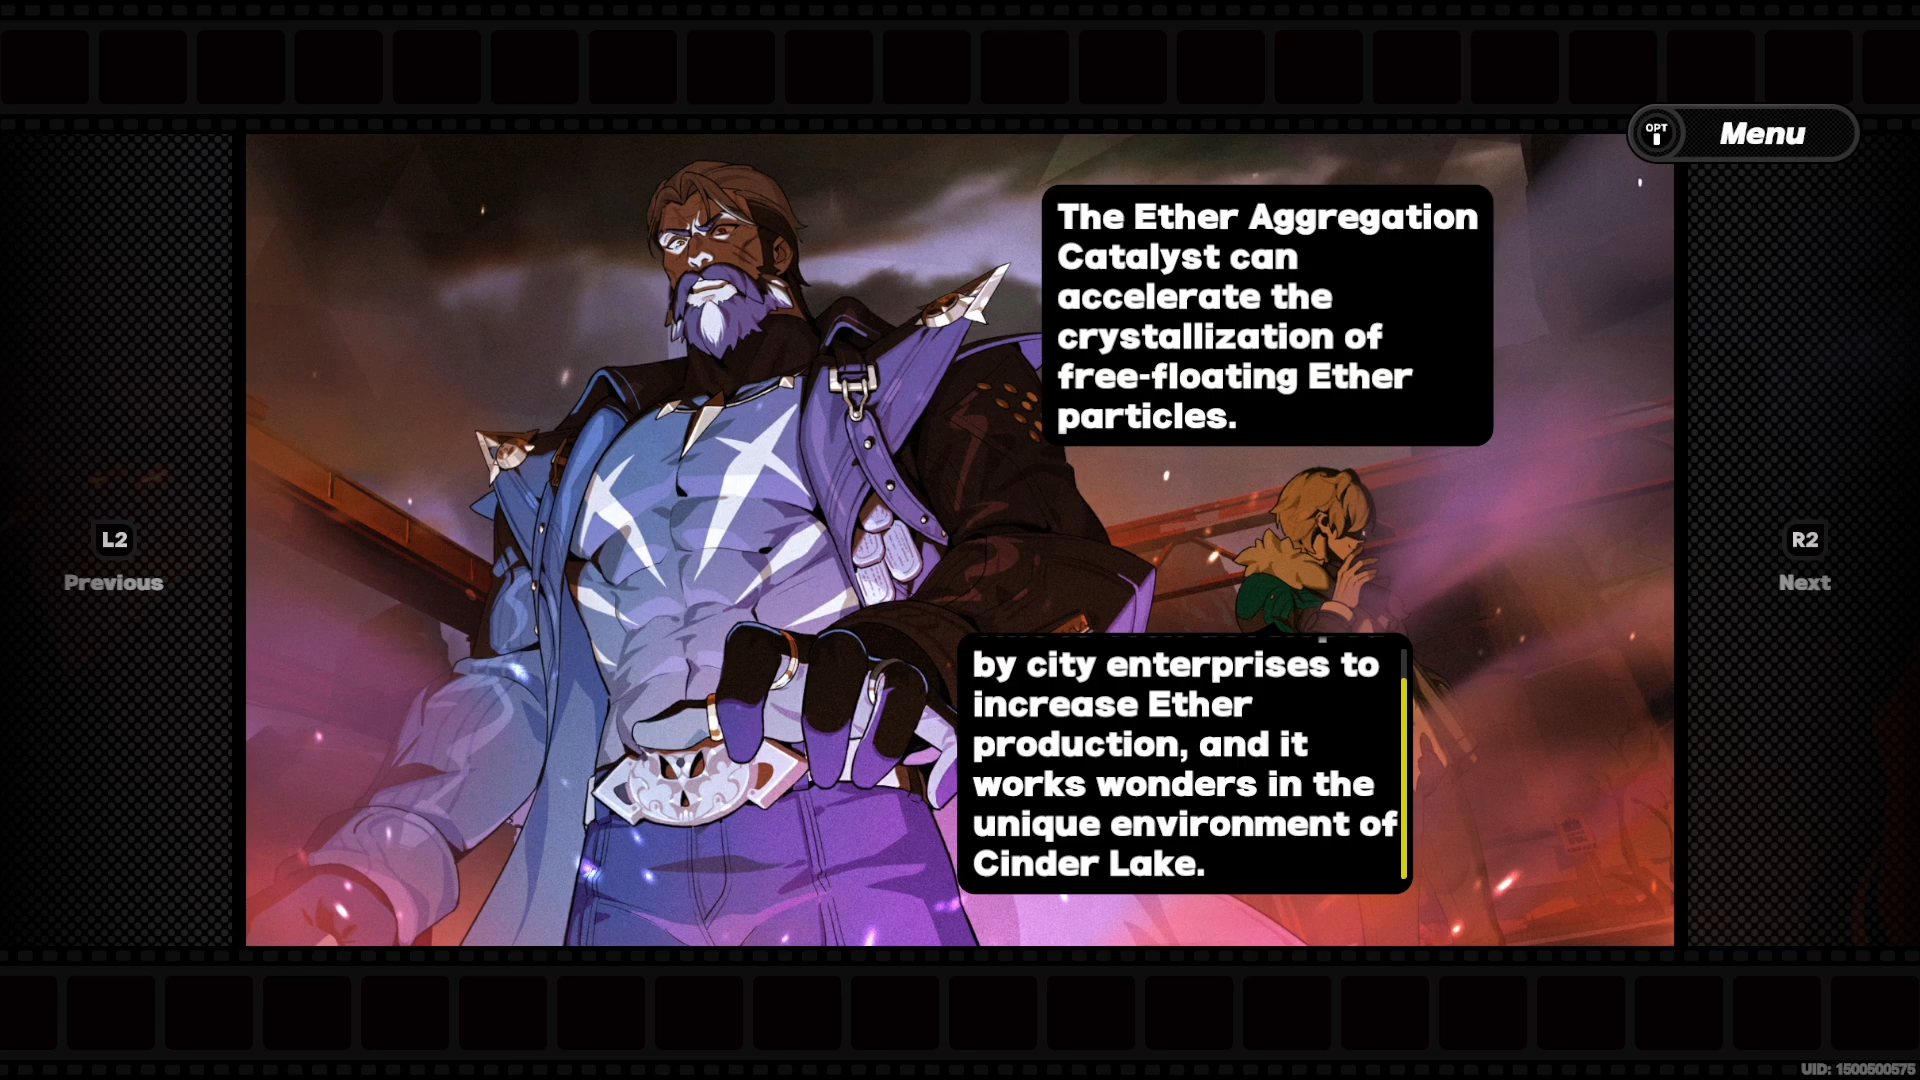 OPT
Menu
The Ether Aggregation
Catalyst can
accelerate the
crystallization of
free-floating Ether
particles.
L2
Previous
R2
Next
by city enterprises to
increase Ether
production, and it
works wonders in the
unique environment of
Cinder Lake.
UID: 1500500575